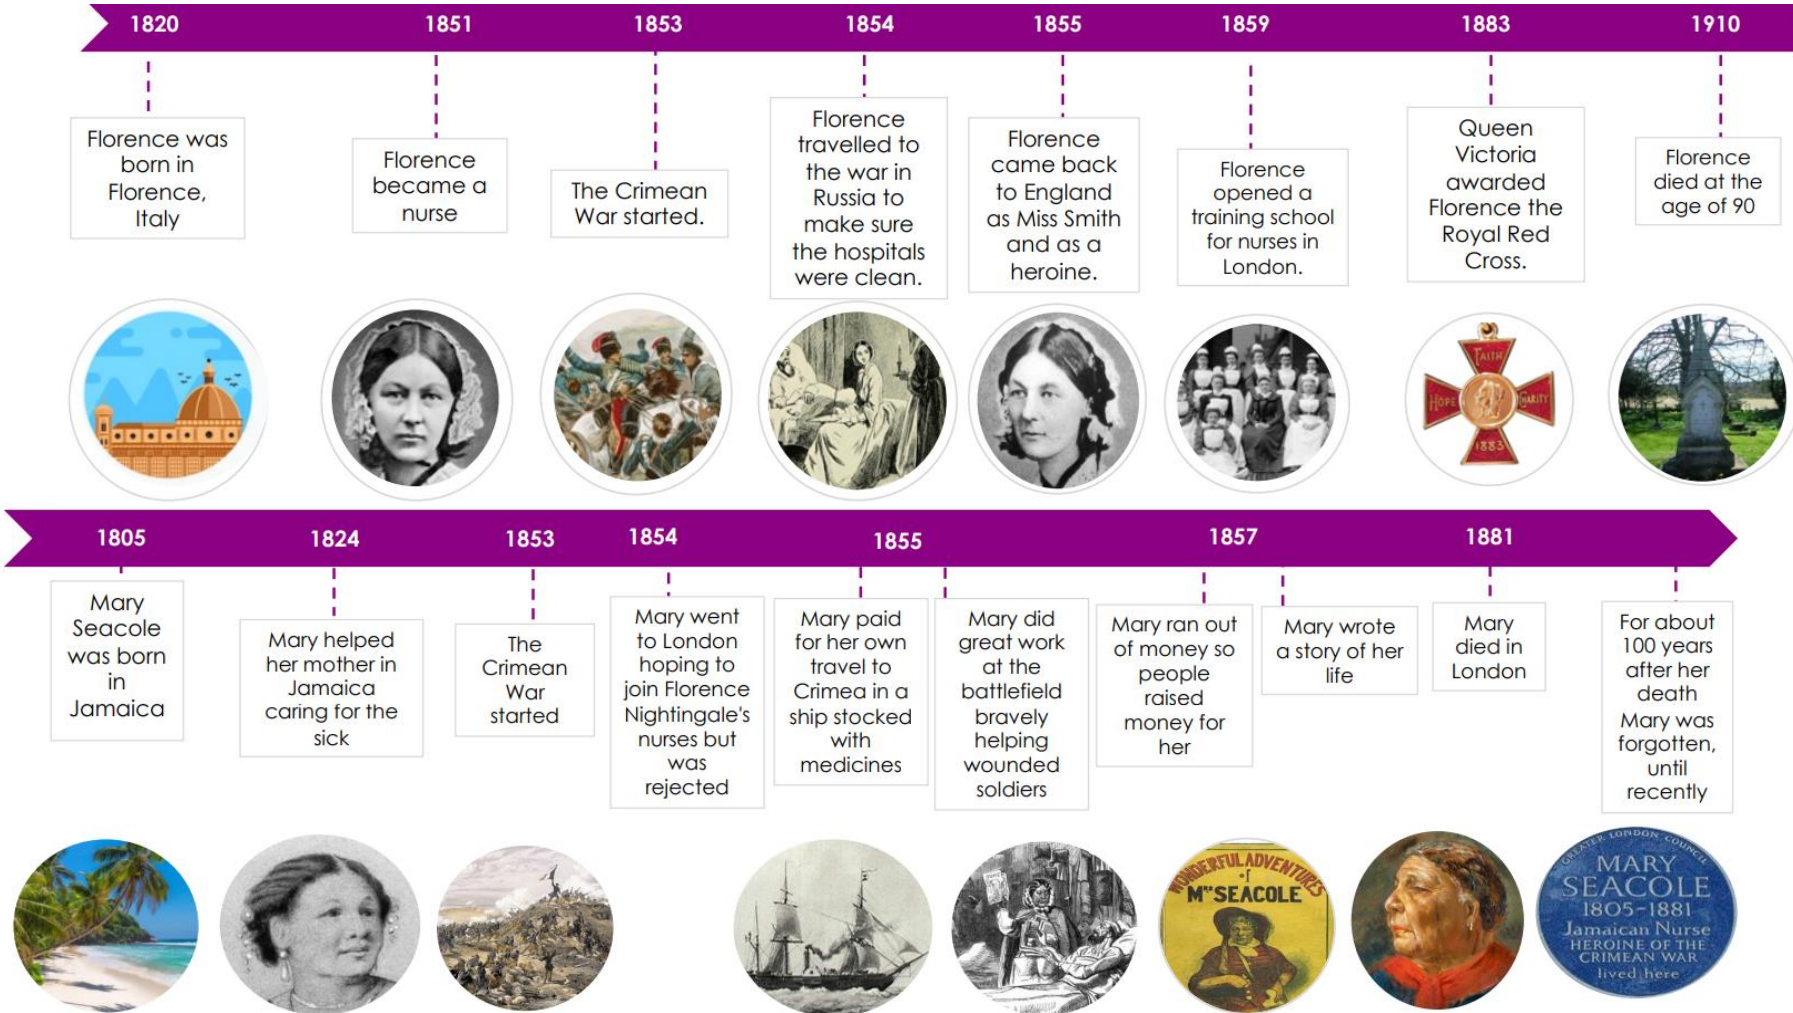 1820
1851
1853
1854
1855
1859
1883
1910
Florence was
born in
Florence,
Italy
Florence
became a
nurse
The Crimean
War started.
Florence
travelled to
the war in
Russia to
make sure
the hospitals
were clean.
Florence
came back
to England
as Miss Smith
and as a
heroine.
Florence
opened a
training school
for nurses in
London.
Queen
Victoria
awarded
Florence the
Royal Red
Cross.
Florence
died at the
age of 90
FAITH
HOPE
CHARITY
1883
1805
1824
1853
1854
1855
1857
1881
Mary
Seacole
was born
in
Jamaica
Mary helped
her mother in
Jamaica
caring for the
sick
The
Crimean
War
started
Mary went
to London
hoping to
join Florence
Nightingale's
nurses but
was
rejected
Mary paid
for her own
travel to
Crimea in a
ship stocked
with
medicines
Mary did
great work
at the
battlefield
bravely
helping
wounded
soldiers
Mary ran out
of money so
people
raised
money for
her
Mary wrote
a story of her
life
Mary
died in
London
For about
100 years
after her
death
Mary was
forgotten,
until
recently
WONDERFUL ADVENTURES
of
MRS SEACOLE
GREATER LONDON COUNCIL
MARY
SEACOLE
1805-1881
Jamaican Nurse
HEROINE OF THE
CRIMEAN WAR
lived here